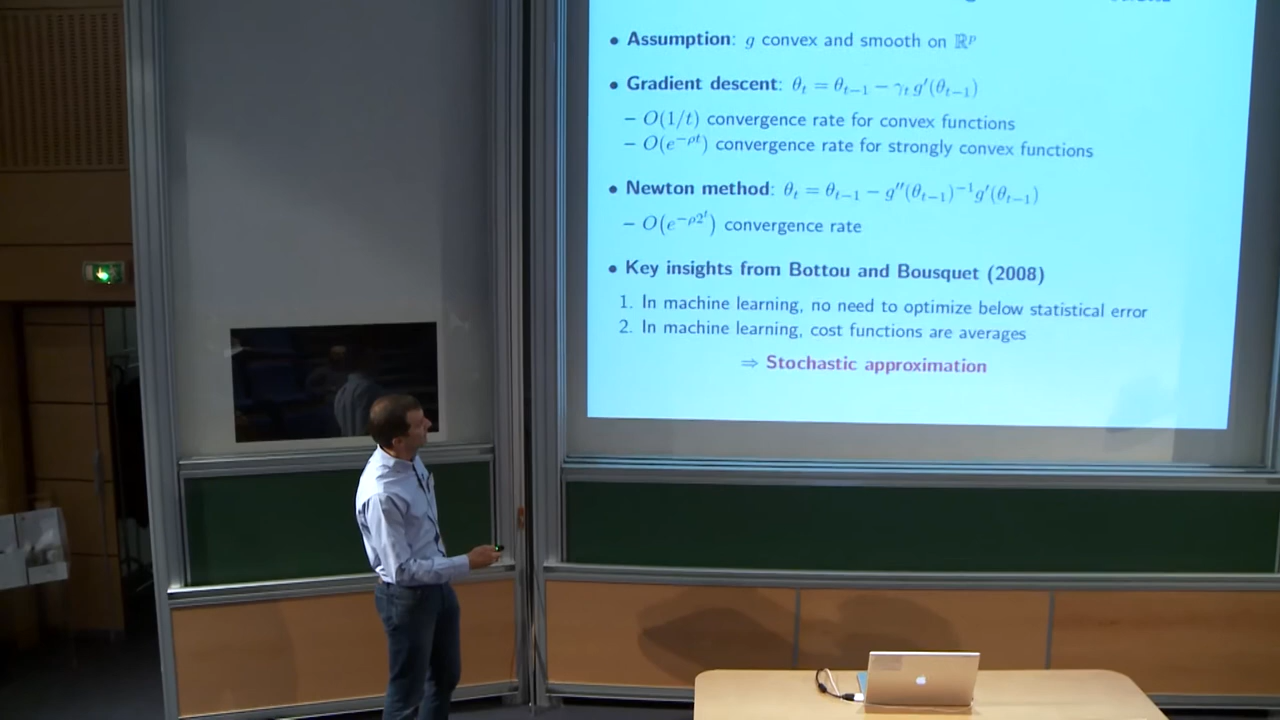 • Assumption: g convex and smooth on ℝᵖ
• Gradient descent: θₜ = θₜ₋₁ − γₜ g′(θₜ₋₁)
– O(1/t) convergence rate for convex functions
– O(e^{−ρt}) convergence rate for strongly convex functions
• Newton method: θₜ = θₜ₋₁ − g″(θₜ₋₁)⁻¹g′(θₜ₋₁)
– O(e^{−ρ2^t}) convergence rate
• Key insights from Bottou and Bousquet (2008)
1. In machine learning, no need to optimize below statistical error
2. In machine learning, cost functions are averages
⇒ Stochastic approximation